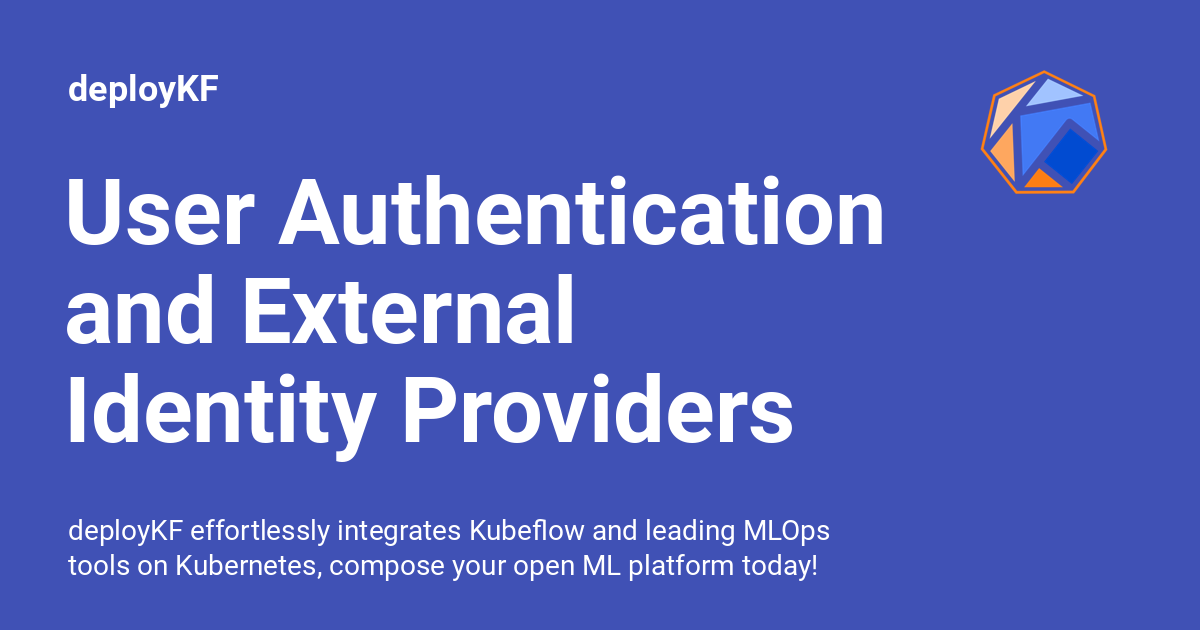 deployKF
User Authentication
and External
Identity Providers
deployKF effortlessly integrates Kubeflow and leading MLOps
tools on Kubernetes, compose your open ML platform today!